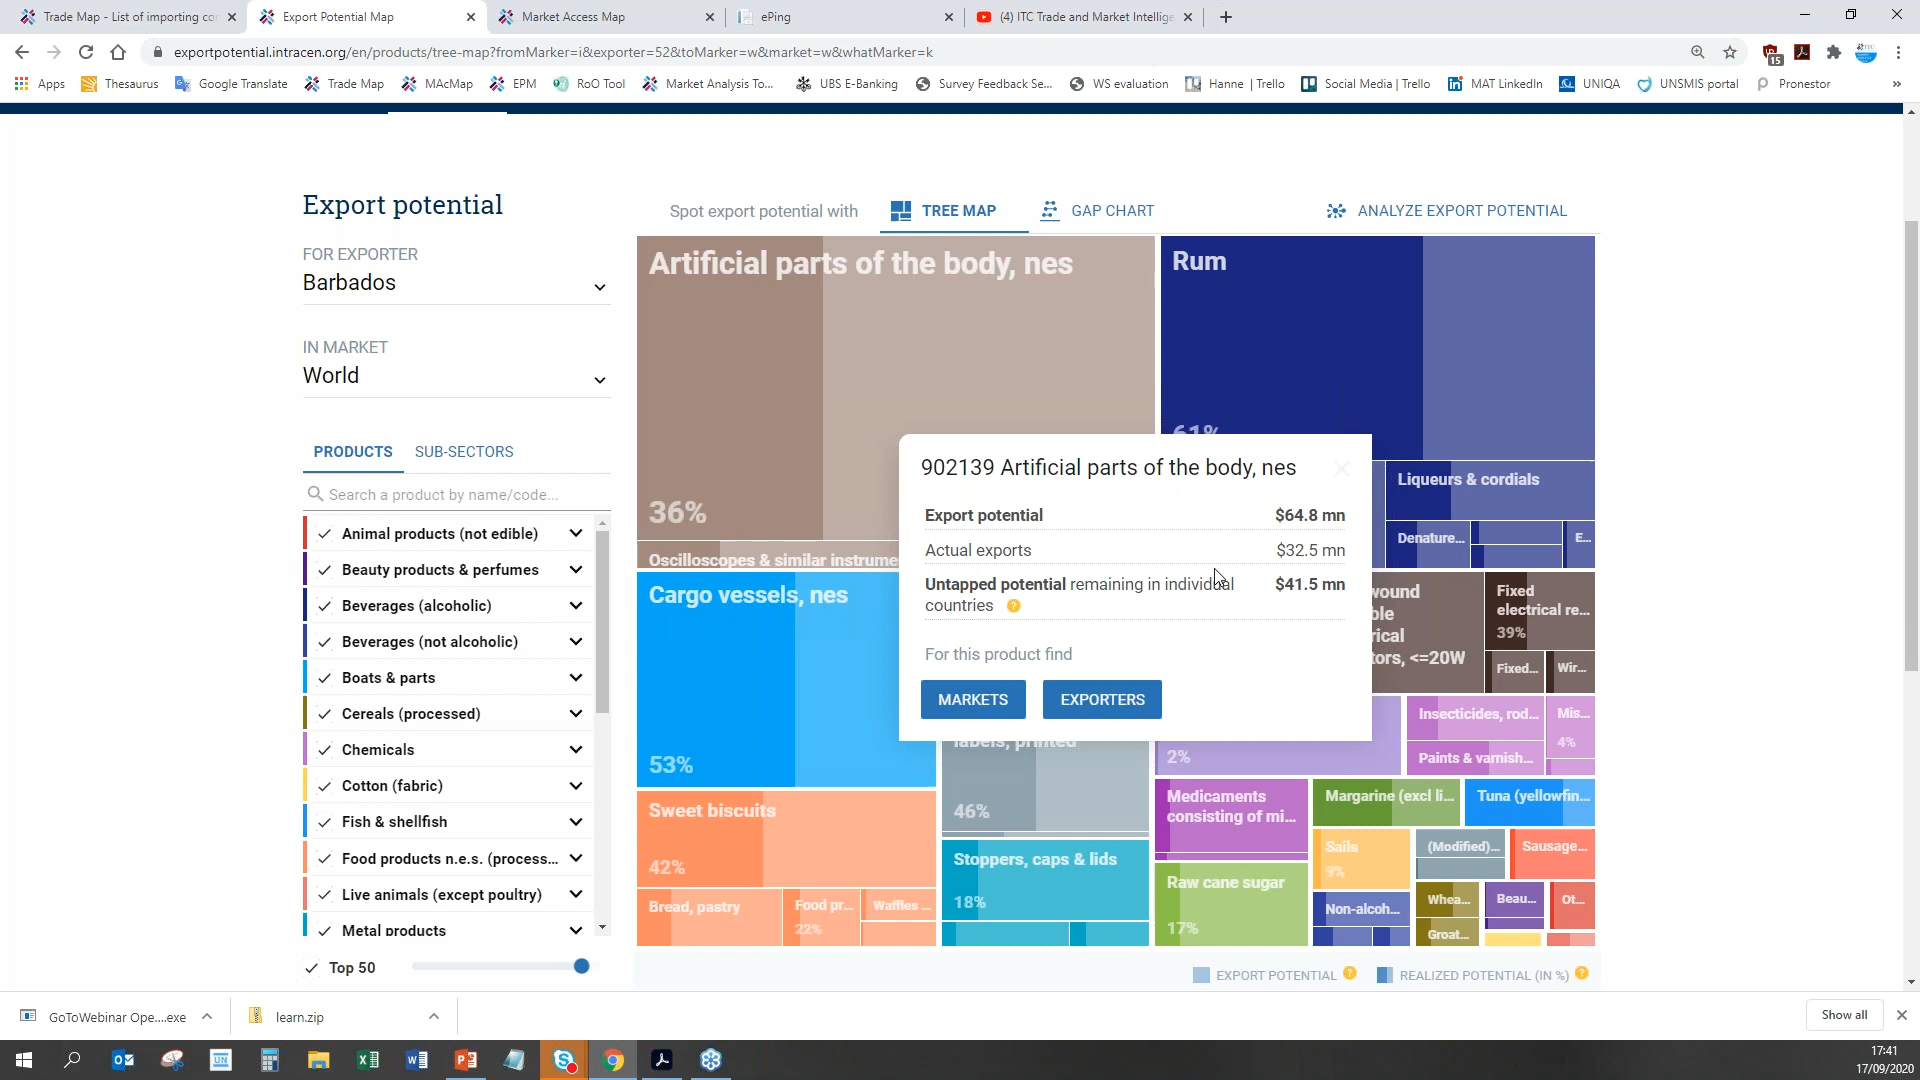 Trade Map - List of importing co
Export Potential Map
Market Access Map
ePing
(4) ITC Trade and Market Intellige
exportpotential.intracen.org/en/products/tree-map?fromMarker=i&exporter=52&toMarker=w&market=w&whatMarker=k
15
Apps
Thesaurus
Google Translate
Trade Map
MAcMap
EPM
RoO Tool
Market Analysis To...
UBS E-Banking
Survey Feedback Se...
WS evaluation
Hanne | Trello
Social Media | Trello
MAT LinkedIn
UNIQA
UNSMIS portal
Pronestor
»
Export potential
Spot export potential with
TREE MAP
GAP CHART
ANALYZE EXPORT POTENTIAL
FOR EXPORTER
Barbados
IN MARKET
World
PRODUCTS
SUB-SECTORS
Search a product by name/code...
Animal products (not edible)
Beauty products & perfumes
Beverages (alcoholic)
Beverages (not alcoholic)
Boats & parts
Cereals (processed)
Chemicals
Cotton (fabric)
Fish & shellfish
Food products n.e.s. (process...
Live animals (except poultry)
Metal products
Top 50
Artificial parts of the body, nes
36%
Oscilloscopes & similar instrume
Rum
61%
Liqueurs & cordials
Denature...
E...
Cargo vessels, nes
53%
902139 Artificial parts of the body, nes
Export potential $64.8 mn
Actual exports $32.5 mn
Untapped potential remaining in individual $41.5 mn
countries ?
For this product find
MARKETS
EXPORTERS
wound
ble
rical
tors, <=20W
Fixed
electrical re...
39%
Fixed...
Wir...
labels, printed
46%
2%
Insecticides, rod...
Mis...
4%
Paints & varnish...
Sweet biscuits
42%
Bread, pastry
Food pr...
22%
Waffles ...
Stoppers, caps & lids
18%
Medicaments
consisting of mi...
Raw cane sugar
17%
Margarine (excl li...
Tuna (yellowfin...
Sails
9%
(Modified)...
Sausage...
Non-alcoh...
Whea...
Beau...
Ot...
Groat...
EXPORT POTENTIAL ?
REALIZED POTENTIAL (IN %) ?
GoToWebinar Ope....exe
learn.zip
Show all
UN
17:41
17/09/2020